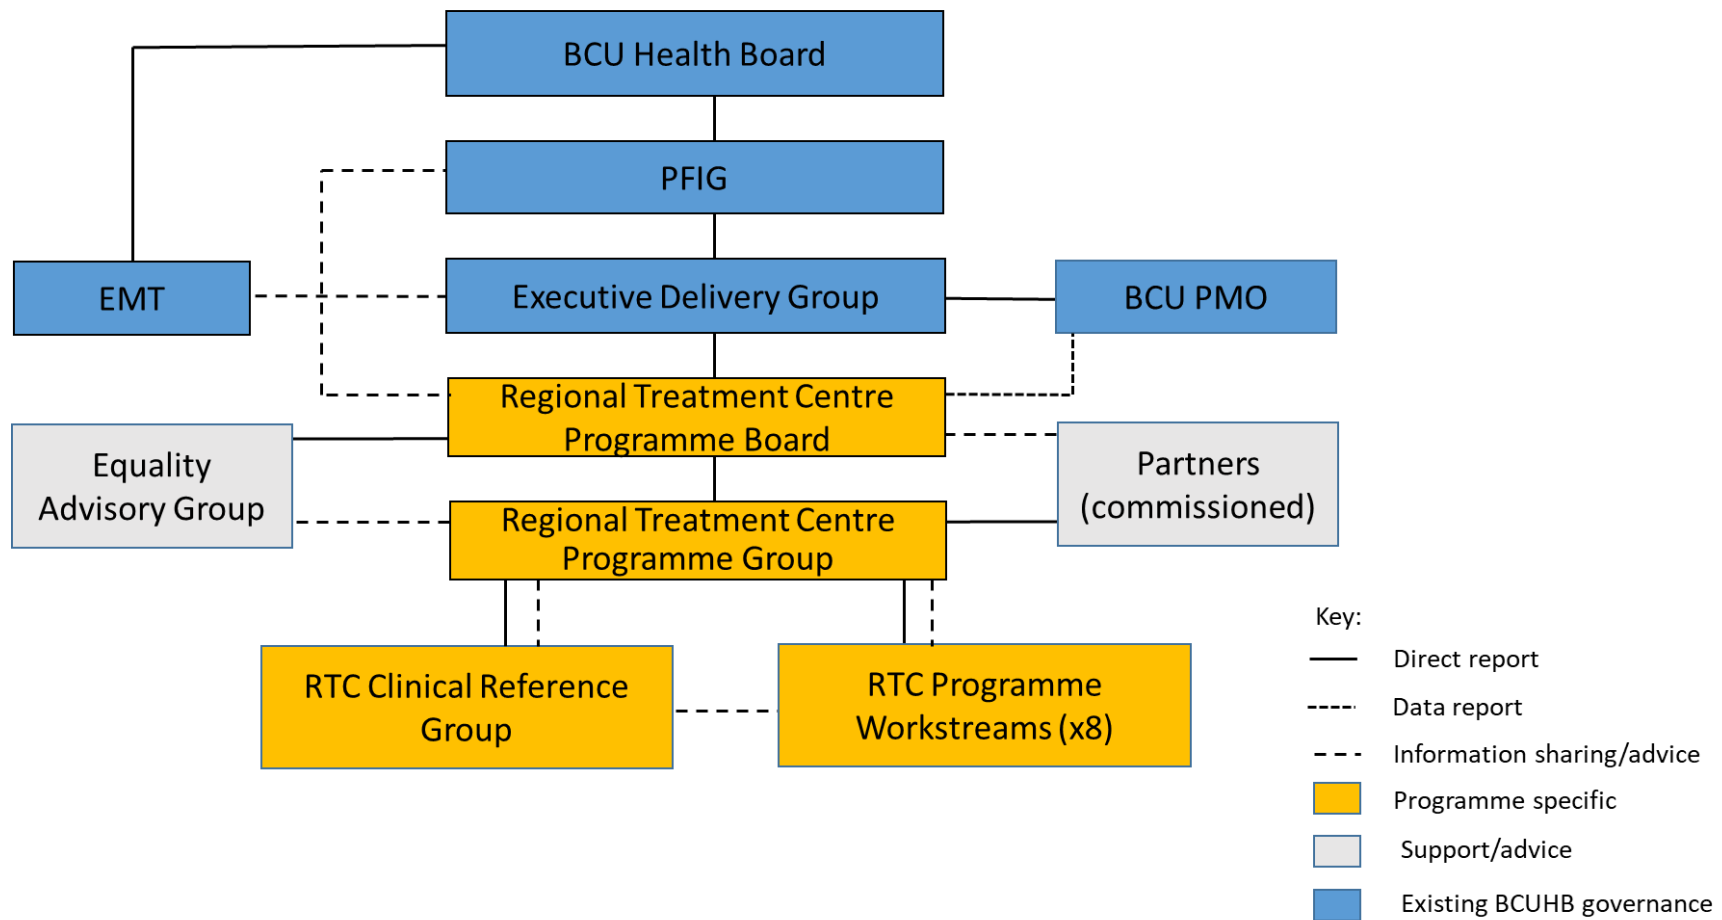 BCU Health Board
PFIG
EMT
Executive Delivery Group
BCU PMO
Regional Treatment Centre
Programme Board
Equality
Advisory Group
Partners
(commissioned)
Regional Treatment Centre
Programme Group
RTC Clinical Reference
Group
RTC Programme
Workstreams (x8)
Key:
Direct report
Data report
Information sharing/advice
Programme specific
Support/advice
Existing BCUHB governance